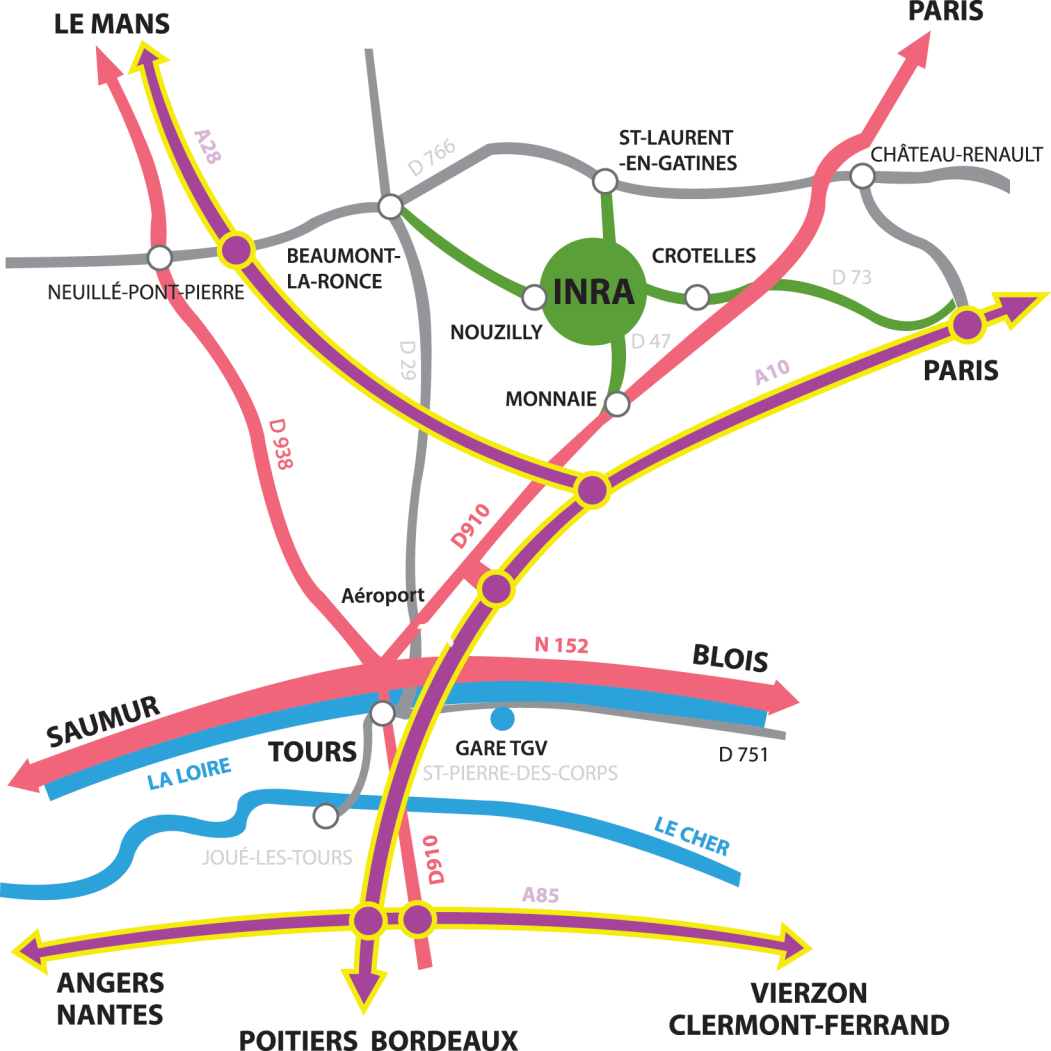 LE MANS
PARIS
A28
D 766
ST-LAURENT
-EN-GATINES
CHÂTEAU-RENAULT
BEAUMONT-
LA-RONCE
CROTELLES
NEUILLÉ-PONT-PIERRE
INRA
D 73
NOUZILLY
D 47
D 29
A10
PARIS
MONNAIE
D 938
D910
Aéroport
N 152
BLOIS
SAUMUR
TOURS
GARE TGV
D 751
LA LOIRE
ST-PIERRE-DES-CORPS
LE CHER
JOUÉ-LES-TOURS
D910
A85
ANGERS
NANTES
VIERZON
CLERMONT-FERRAND
POITIERS BORDEAUX